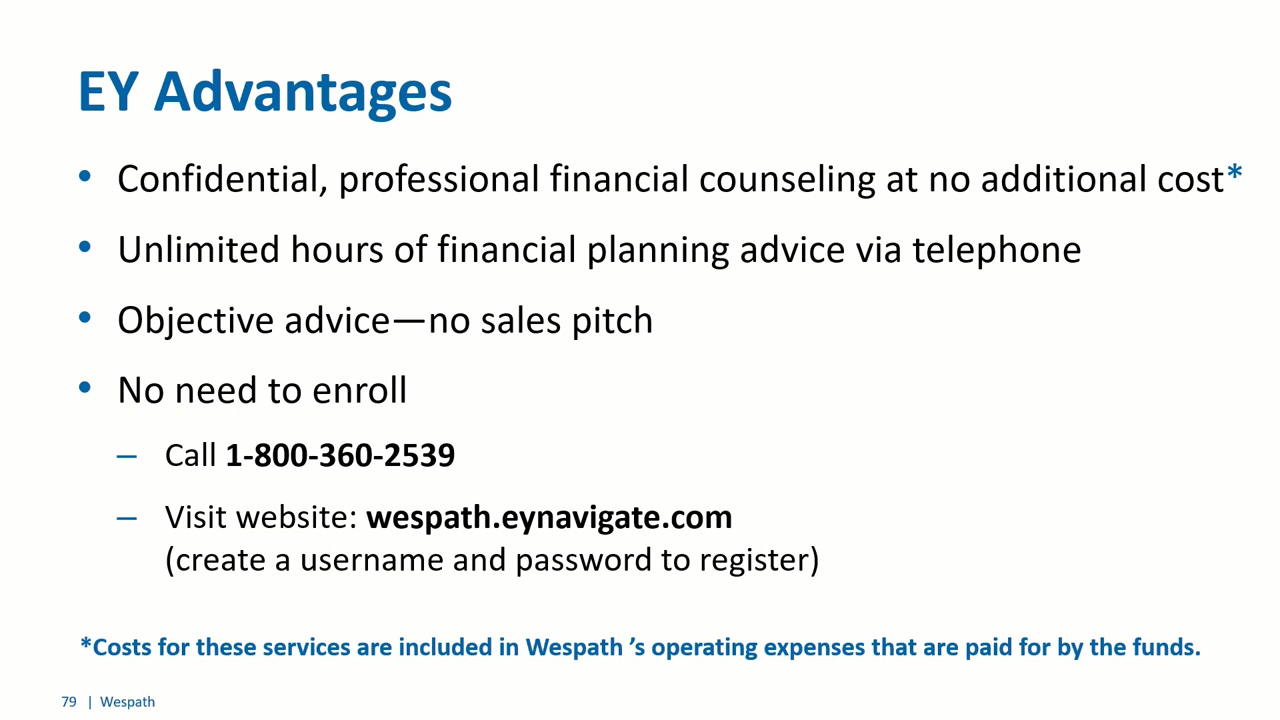 EY Advantages
• Confidential, professional financial counseling at no additional cost*
• Unlimited hours of financial planning advice via telephone
• Objective advice—no sales pitch
• No need to enroll
– Call 1-800-360-2539
– Visit website: wespath.eynavigate.com
(create a username and password to register)
*Costs for these services are included in Wespath ’s operating expenses that are paid for by the funds.
79 | Wespath